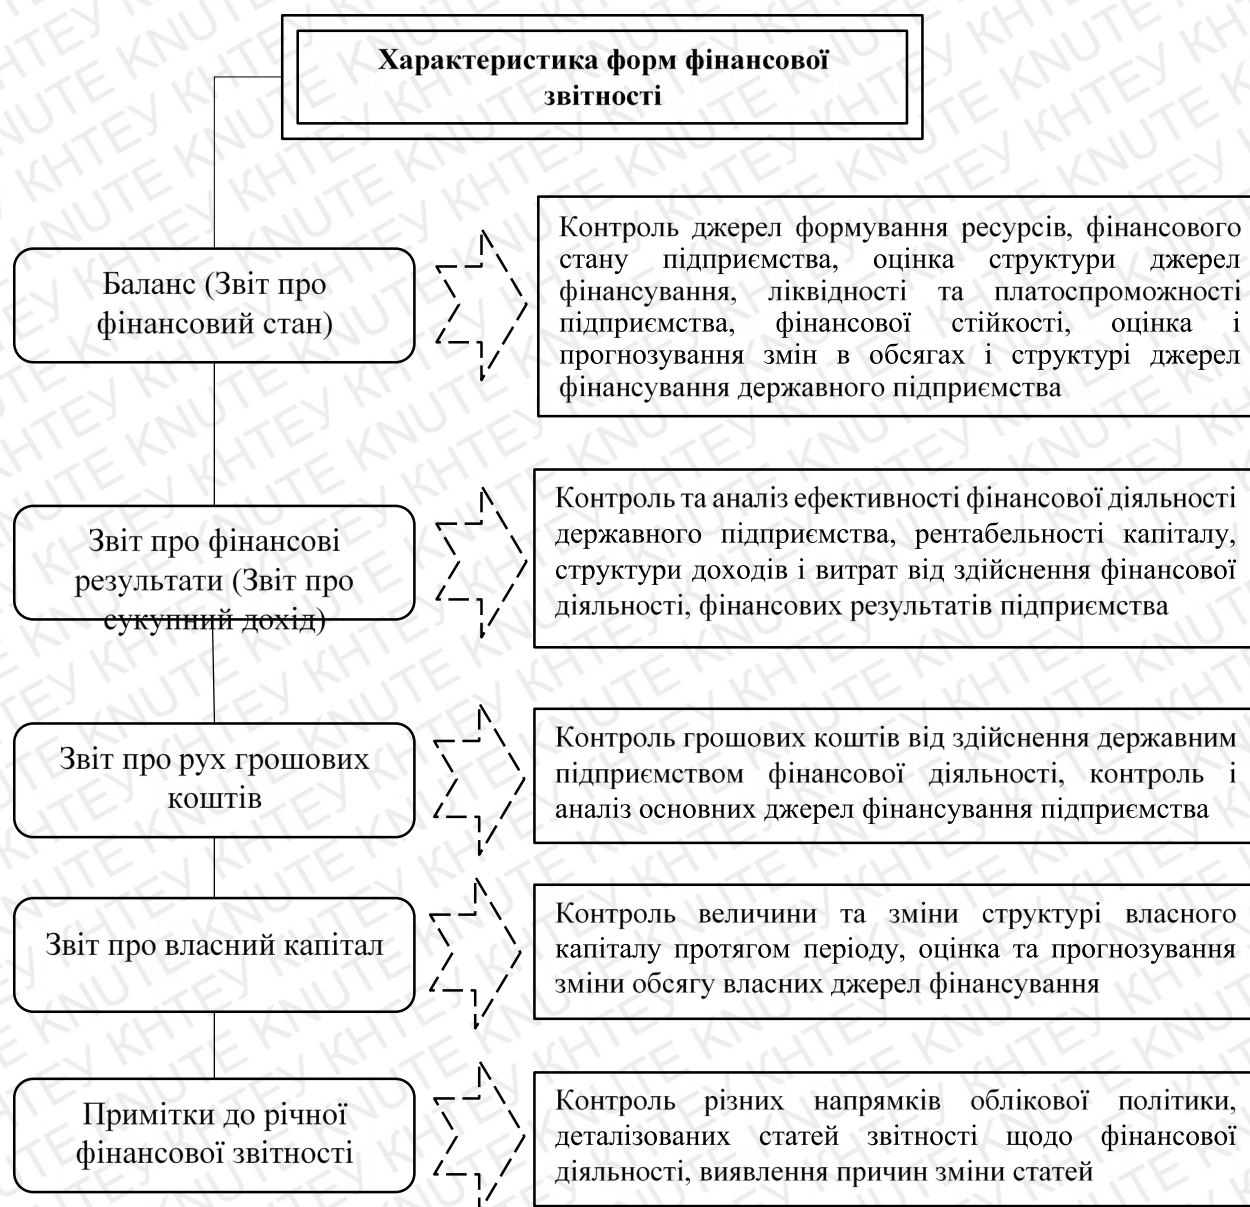 Характеристика форм фінансової
звітності
Баланс (Звіт про
фінансовий стан)
Контроль джерел формування ресурсів, фінансового
стану підприємства, оцінка структури джерел
фінансування, ліквідності та платоспроможності
підприємства, фінансової стійкості, оцінка і
прогнозування змін в обсягах і структурі джерел
фінансування державного підприємства
Звіт про фінансові
результати (Звіт про
сукупний дохід)
Контроль та аналіз ефективності фінансової діяльності
державного підприємства, рентабельності капіталу,
структури доходів і витрат від здійснення фінансової
діяльності, фінансових результатів підприємства
Звіт про рух грошових
коштів
Контроль грошових коштів від здійснення державним
підприємством фінансової діяльності, контроль і
аналіз основних джерел фінансування підприємства
Звіт про власний капітал
Контроль величини та зміни структурі власного
капіталу протягом періоду, оцінка та прогнозування
зміни обсягу власних джерел фінансування
Примітки до річної
фінансової звітності
Контроль різних напрямків облікової політики,
деталізованих статей звітності щодо фінансової
діяльності, виявлення причин зміни статей